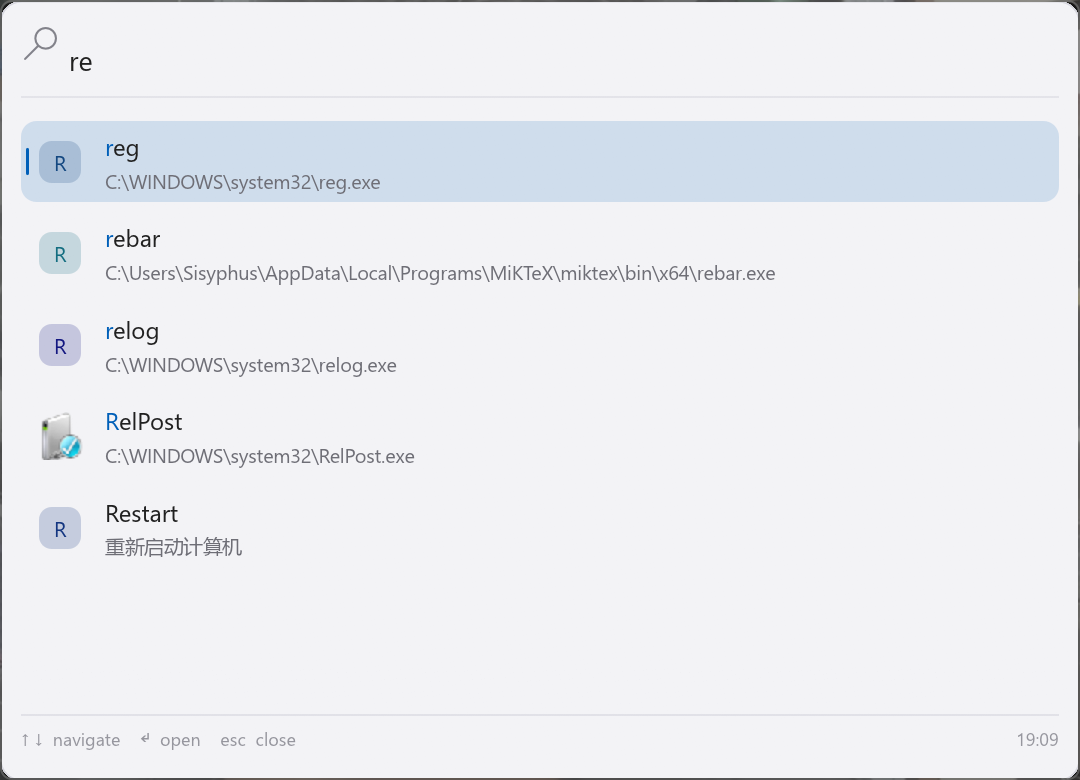 re
R reg
C:\WINDOWS\system32\reg.exe
R rebar
C:\Users\Sisyphus\AppData\Local\Programs\MiKTeX\miktex\bin\x64\rebar.exe
R relog
C:\WINDOWS\system32\relog.exe
RelPost
C:\WINDOWS\system32\RelPost.exe
R Restart
重新启动计算机
↑↓ navigate ↵ open esc close 19:09